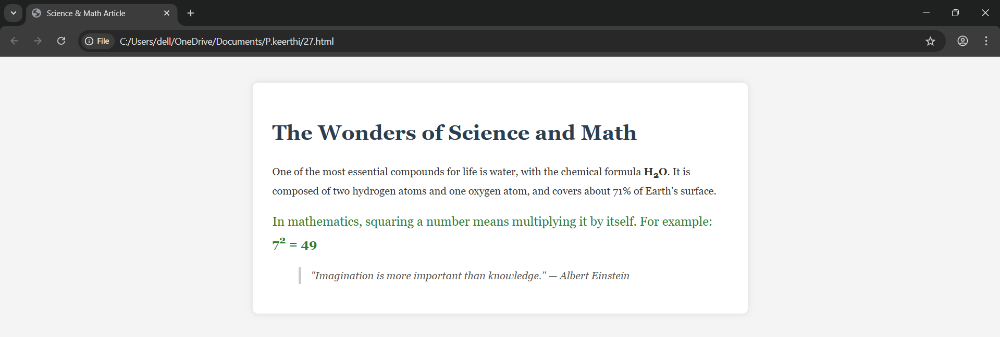 Science & Math Article
File C:/Users/dell/OneDrive/Documents/P.keerthi/27.html
The Wonders of Science and Math
One of the most essential compounds for life is water, with the chemical formula H₂O. It is
composed of two hydrogen atoms and one oxygen atom, and covers about 71% of Earth's surface.
In mathematics, squaring a number means multiplying it by itself. For example:
7² = 49
"Imagination is more important than knowledge." — Albert Einstein